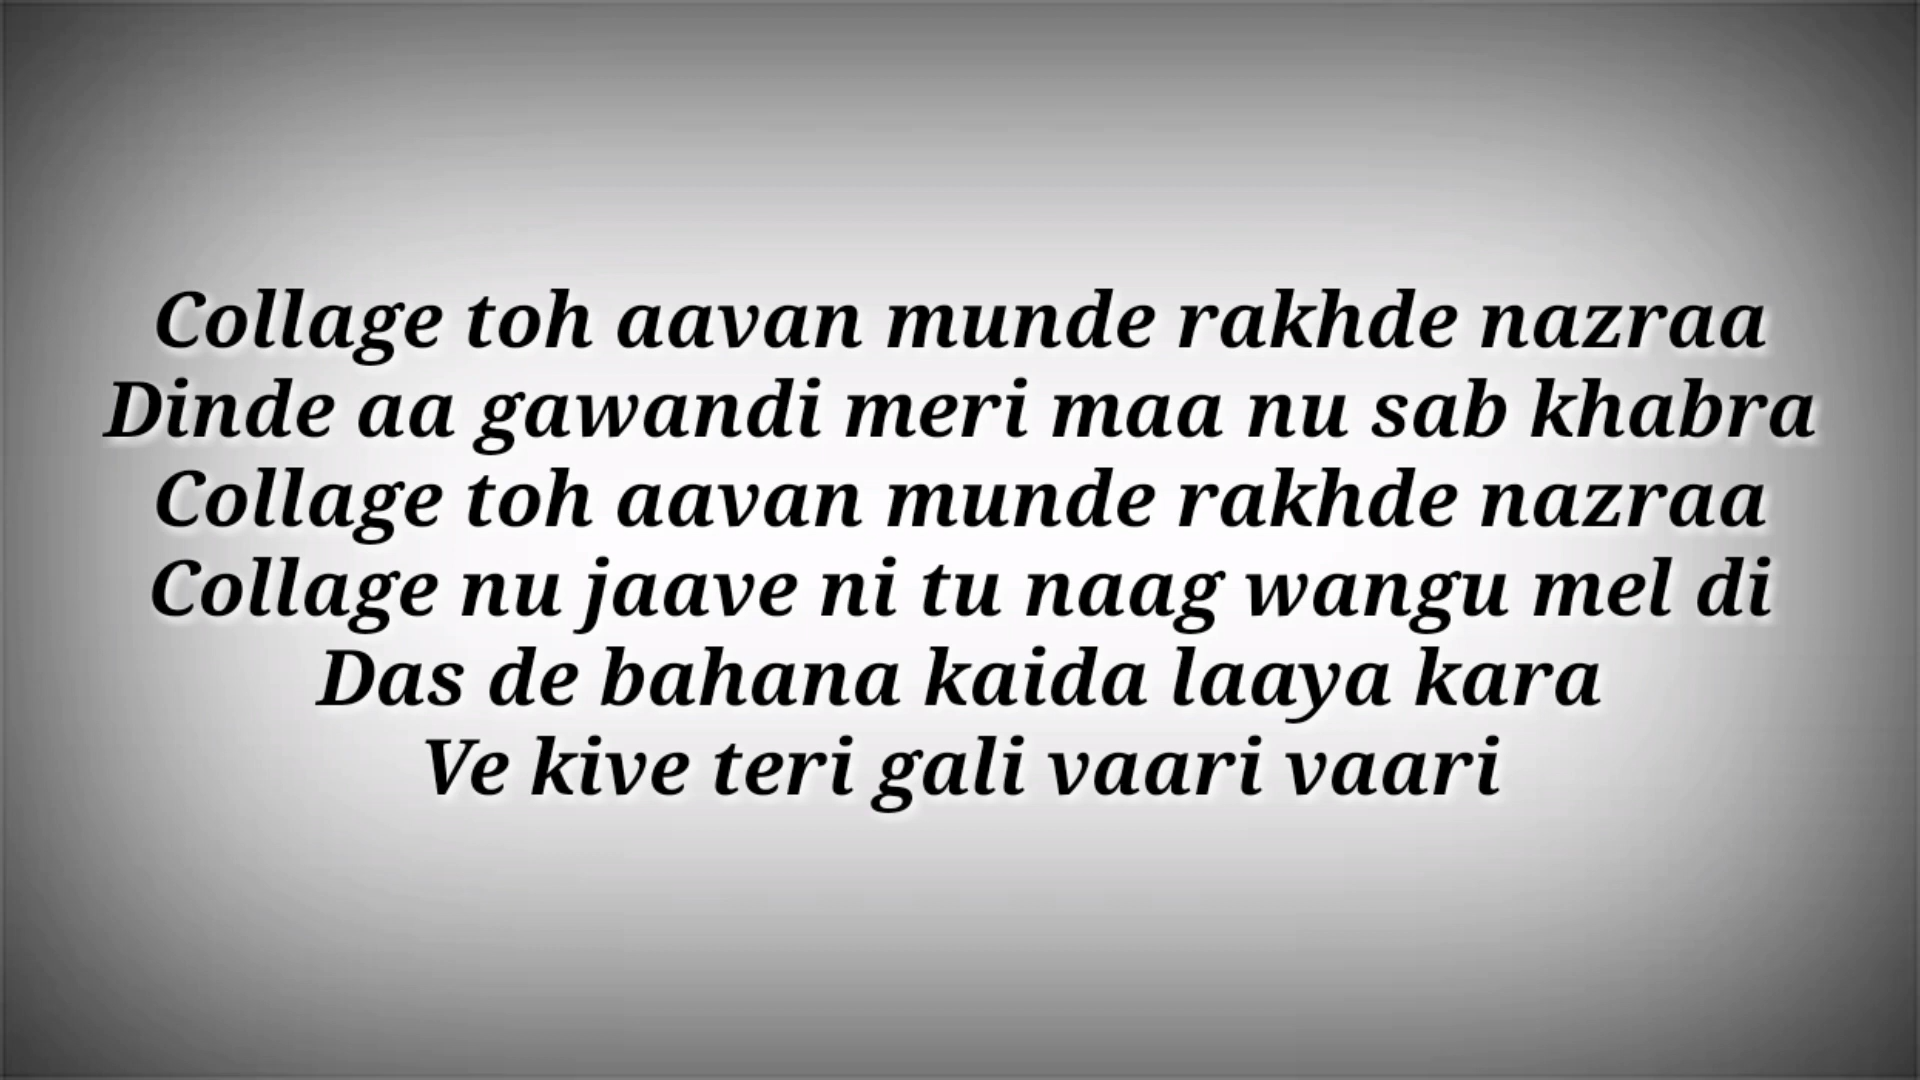 Collage toh aavan munde rakhde nazraa
Dinde aa gawandi meri maa nu sab khabra
Collage toh aavan munde rakhde nazraa
Collage nu jaave ni tu naag wangu mel di
Das de bahana kaida laaya kara
Ve kive teri gali vaari vaari